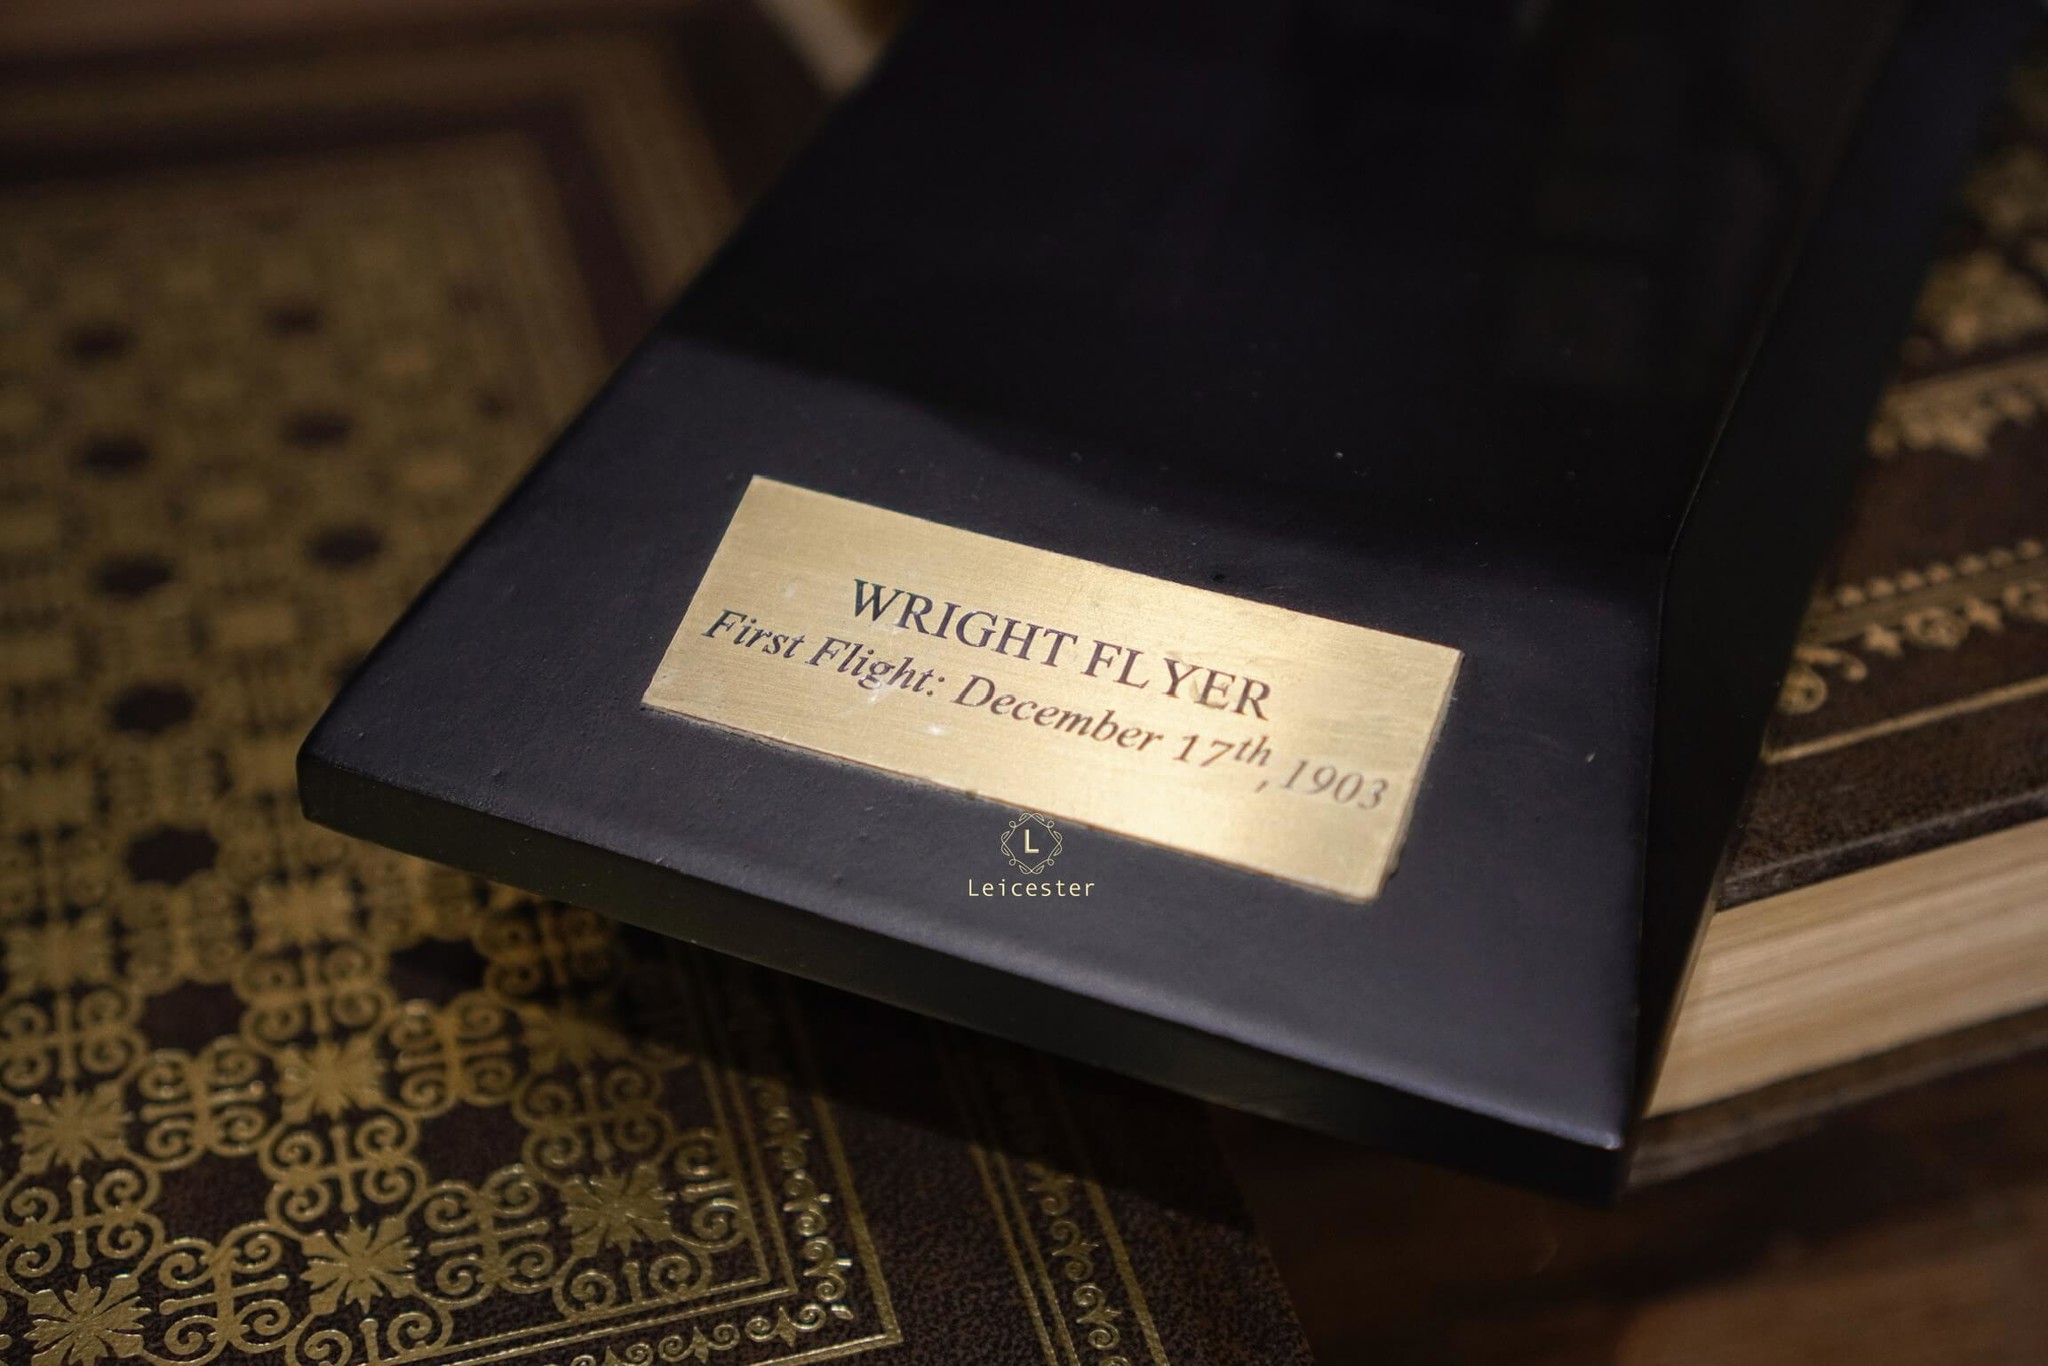 WRIGHT FLYER
First Flight: December 17th, 1903
L
Leicester